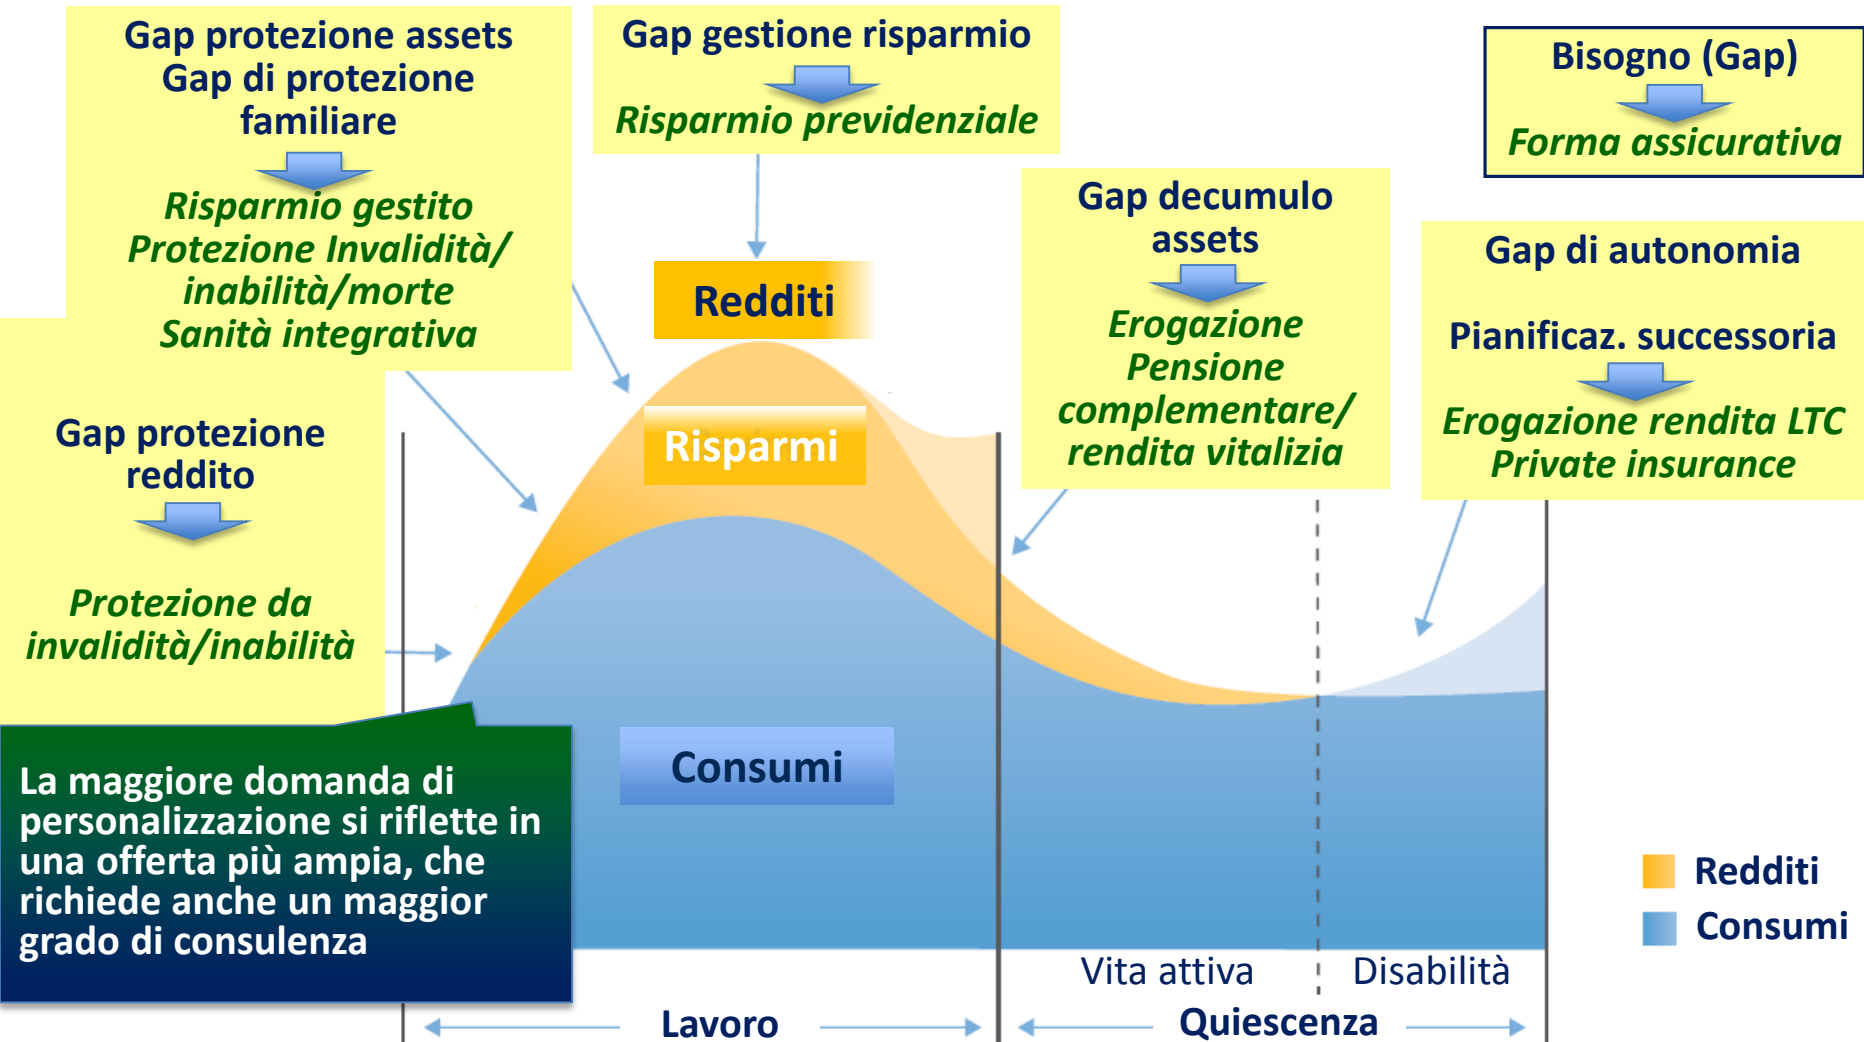 Gap protezione assets
Gap di protezione
familiare
Risparmio gestito
Protezione Invalidità/
inabilità/morte
Sanità integrativa
Gap gestione risparmio
Risparmio previdenziale
Bisogno (Gap)
Forma assicurativa
Gap decumulo
assets
Erogazione
Pensione
complementare/
rendita vitalizia
Gap di autonomia
Pianificaz. successoria
Erogazione rendita LTC
Private insurance
Gap protezione
reddito
Protezione da
invalidità/inabilità
Redditi
Risparmi
Consumi
La maggiore domanda di
personalizzazione si riflette in
una offerta più ampia, che
richiede anche un maggior
grado di consulenza
Redditi
Consumi
Vita attiva
Disabilità
Lavoro
Quiescenza